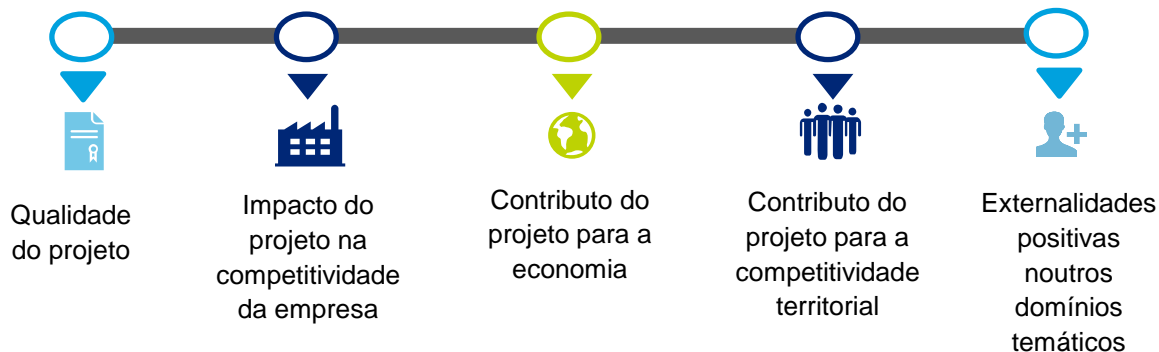 Qualidade
do projeto
Impacto do
projeto na
competitividade
da empresa
Contributo do
projeto para a
economia
Contributo do
projeto para a
competitividade
territorial
Externalidades
positivas
noutros
domínios
temáticos